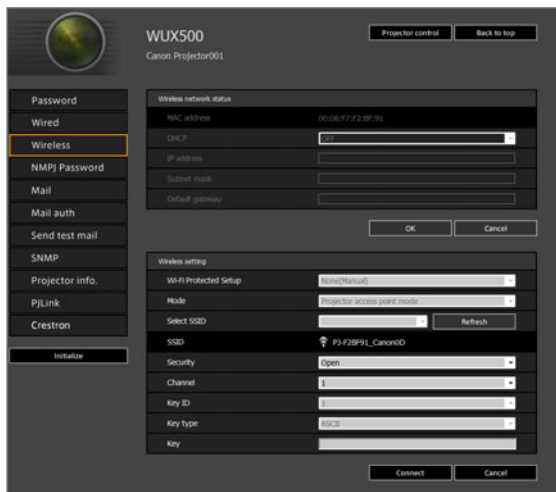 WUX500
Projector control
Back to top
Canon Projector001
Password
Wired
Wireless
NMPJ Password
Mail
Mail auth
Send test mail
SNMP
Projector info.
PJLink
Crestron
Initialize
Wireless network status
MAC address 00:06:F7:F2:8F:91
DHCP OFF
IP address
Subnet mask
Default gateway
OK Cancel
Wireless setting
Wi-Fi Protected Setup None(Manual)
Mode Projector access point mode
Select SSID Refresh
SSID PJ-F28F91_Canon0D
Security Open
Channel 1
Key ID 1
Key type ASCII
Key
Connect Cancel